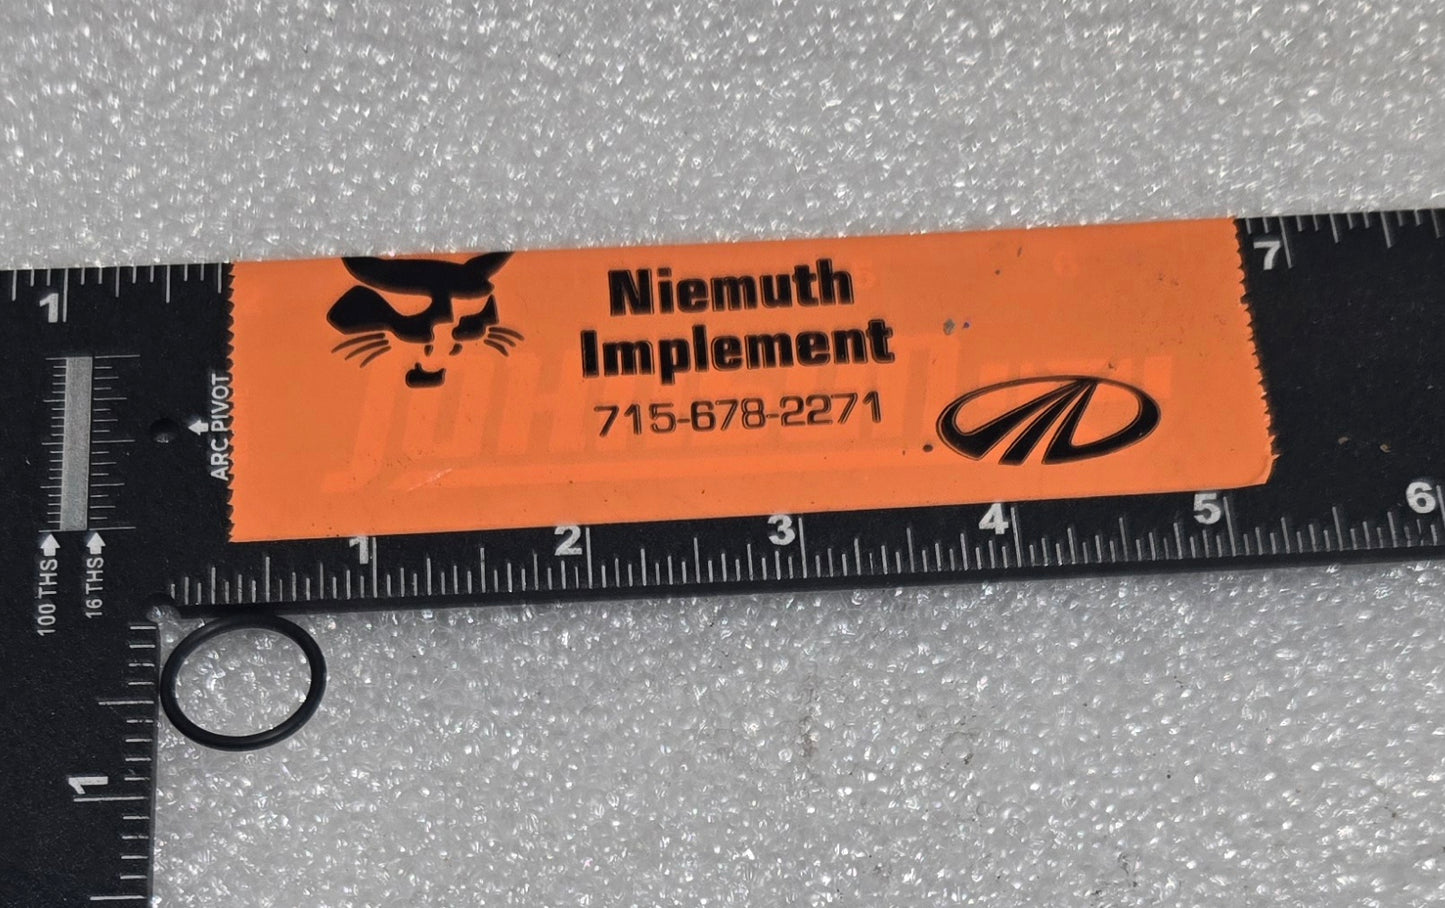 7
1
Niemuth
Implement
715-678-2271
ARC PIVOT
100 THS
16 THS
1 2 3 4 5 6
1